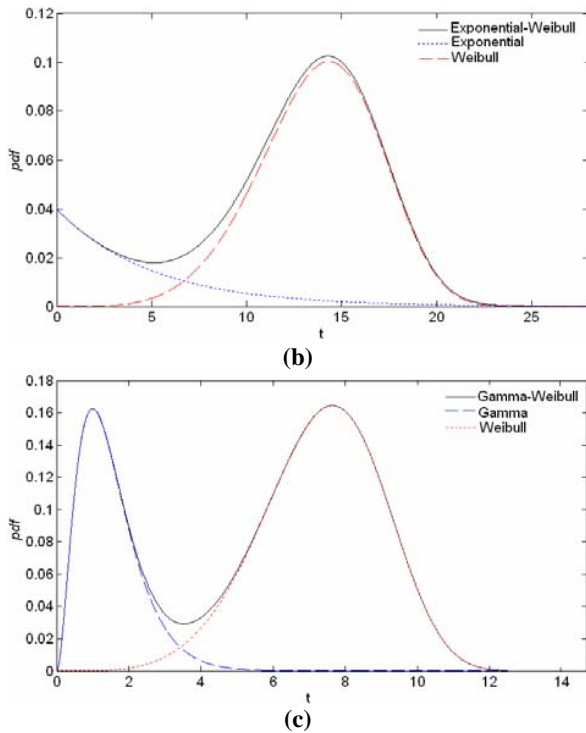 0.12
0.1
0.08
0.06
0.04
0.02
0
pdf
Exponential-Weibull
Exponential
Weibull
0 5 10 15 20 25
t
(b)
0.18
0.16
0.14
0.12
0.1
0.08
0.06
0.04
0.02
0
pdf
Gamma-Weibull
Gamma
Weibull
0 2 4 6 8 10 12 14
t
(c)